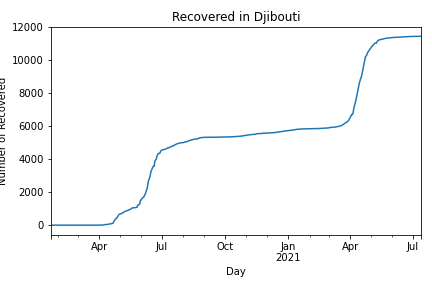 Recovered in Djibouti
12000
10000
8000
6000
4000
2000
0
Number of Recovered
Apr Jul Oct Jan Apr Jul
2021
Day